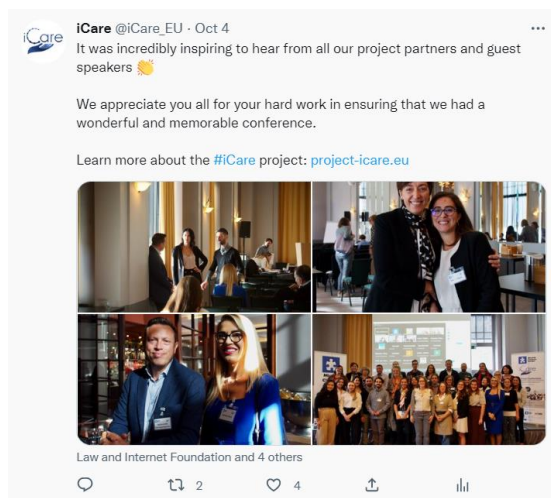 iCare
iCare @iCare_EU · Oct 4
It was incredibly inspiring to hear from all our project partners and guest
speakers 👏
We appreciate you all for your hard work in ensuring that we had a
wonderful and memorable conference.
Learn more about the #iCare project: project-icare.eu
Law and Internet Foundation and 4 others
2
4